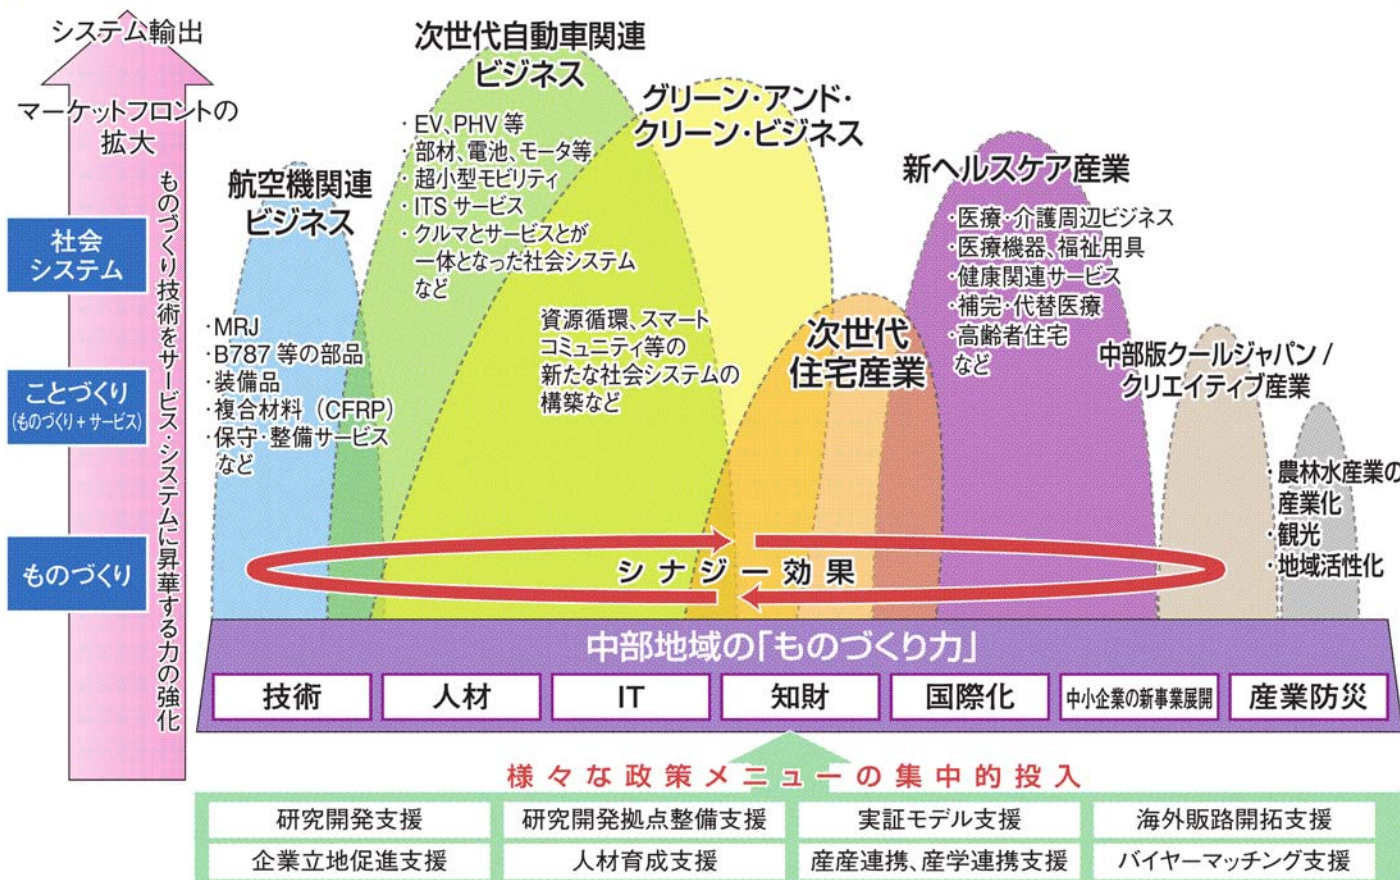 システム輸出
マーケットフロントの
拡大
ものづくり技術をサービス・システムに昇華する力の強化
社会
システム
ことづくり
(ものづくり+サービス)
ものづくり
航空機関連
ビジネス
・MRJ
・B787 等の部品
・装備品
・複合材料（CFRP）
・保守・整備サービス
など
次世代自動車関連
ビジネス
・EV、PHV 等
・部材、電池、モータ等
・超小型モビリティ
・ITS サービス
・クルマとサービスとが
一体となった社会システム
など
グリーン・アンド・
クリーン・ビジネス
資源循環、スマート
コミュニティ等の
新たな社会システムの
構築など
次世代
住宅産業
新ヘルスケア産業
・医療・介護周辺ビジネス
・医療機器、福祉用具
・健康関連サービス
・補完・代替医療
・高齢者住宅
など
中部版クールジャパン /
クリエイティブ産業
・農林水産業の
産業化
・観光
・地域活性化
シナジー効果
中部地域の「ものづくり力」
技術
人材
IT
知財
国際化
中小企業の新事業展開
産業防災
様々な政策メニューの集中的投入
研究開発支援
研究開発拠点整備支援
実証モデル支援
海外販路開拓支援
企業立地促進支援
人材育成支援
産産連携、産学連携支援
バイヤーマッチング支援